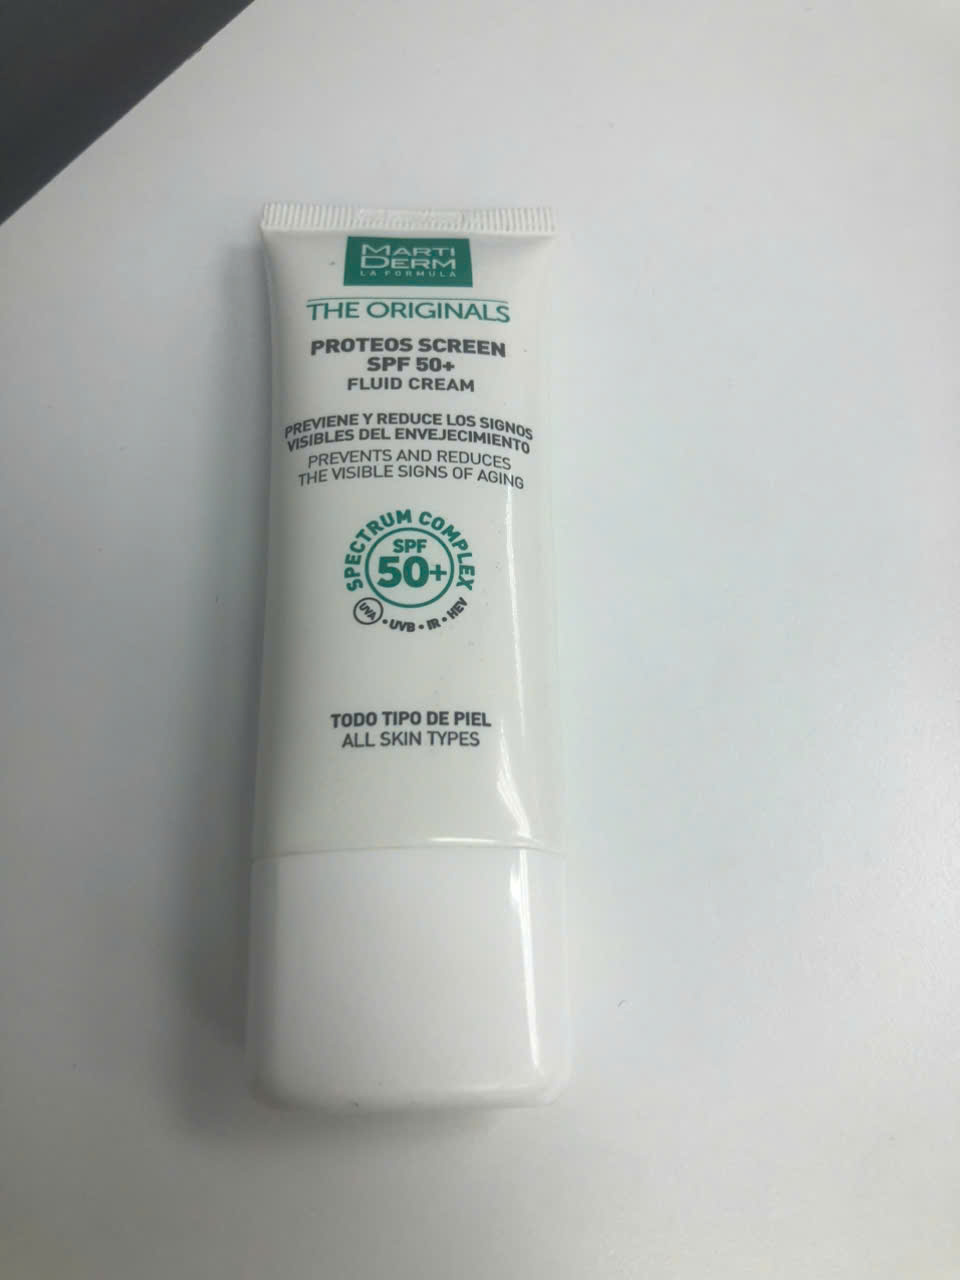 MARTI
DERM
LA FORMULA
THE ORIGINALS
PROTEOS SCREEN
SPF 50+
FLUID CREAM
PREVIENE Y REDUCE LOS SIGNOS
VISIBLES DEL ENVEJECIMIENTO
PREVENTS AND REDUCES
THE VISIBLE SIGNS OF AGING
SPECTRUM COMPLEX
SPF
50+
UVA • UVB • IR • HEV
TODO TIPO DE PIEL
ALL SKIN TYPES